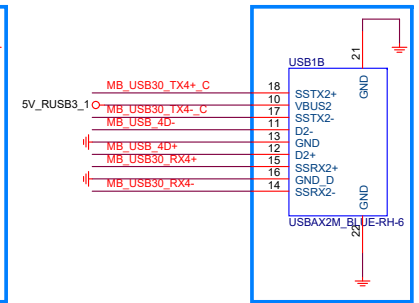 21
USB1B
GND
MB_USB30_TX4+_C 18 SSTX2+
5V_RUSB3_1 10 VBUS2
MB_USB30_TX4-_C 17 SSTX2-
MB_USB_4D- 11 D2-
13 GND
MB_USB_4D+ 12 D2+
MB_USB30_RX4+ 15 SSRX2+
16 GND_D
MB_USB30_RX4- 14 SSRX2-
GND
USBAX2M_BLUE-RH-6
22